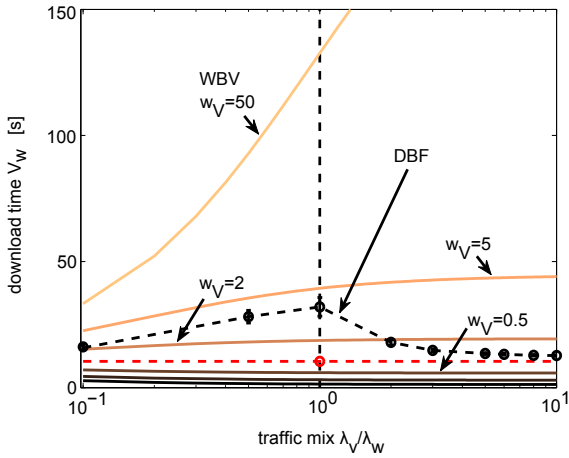 150
WBV
w_V=50
100
DBF
download time V_W [s]
w_V=5
50
w_V=2
w_V=0.5
0
10^−1
10^0
10^1
traffic mix λ_V/λ_W